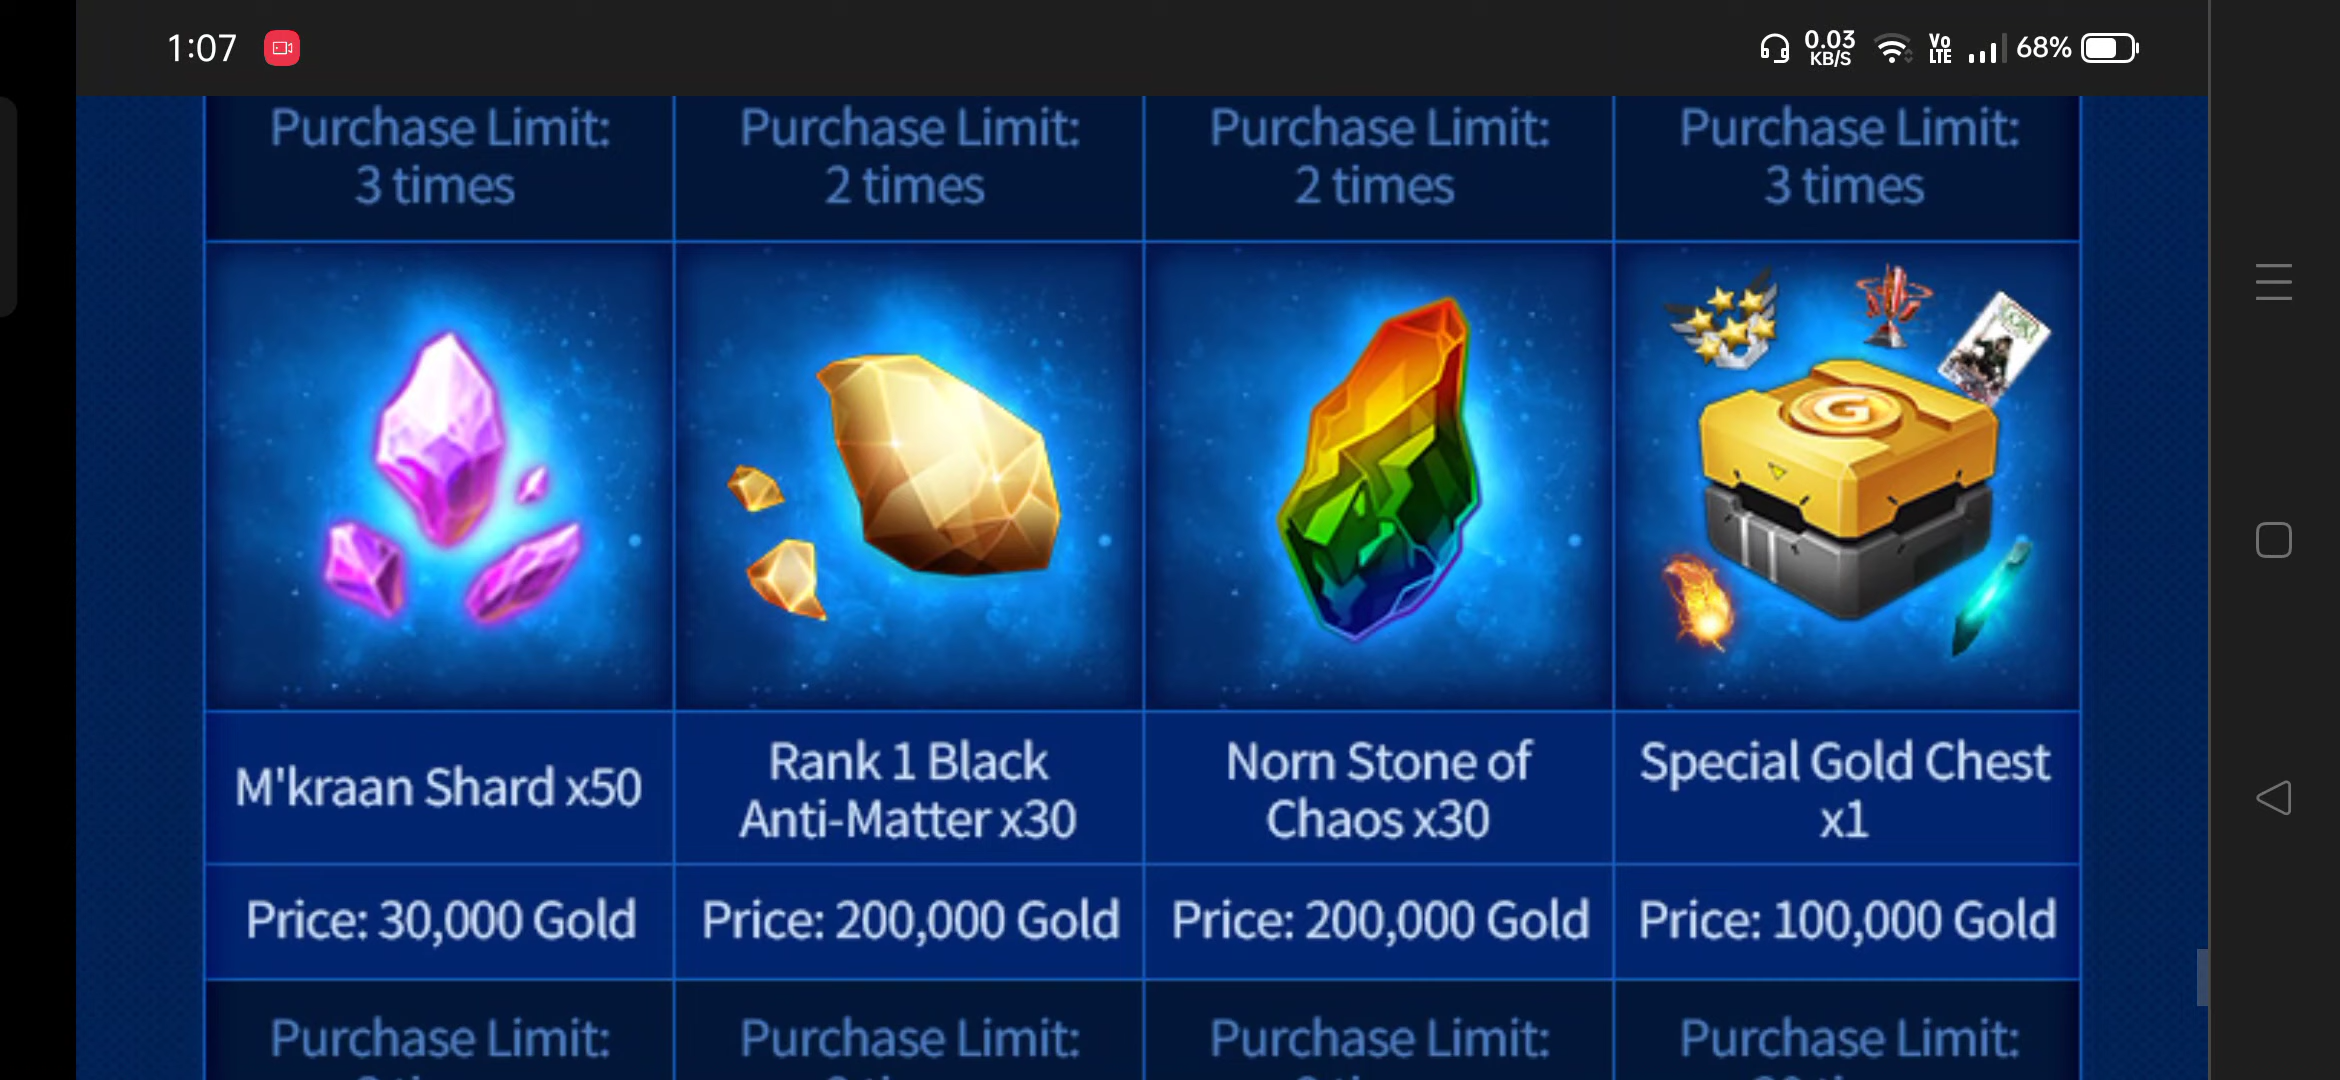 1:07
0.03
KB/S
Vo
LTE
68%
Purchase Limit:
3 times
Purchase Limit:
2 times
Purchase Limit:
2 times
Purchase Limit:
3 times
G
M'kraan Shard x50
Rank 1 Black
Anti-Matter x30
Norn Stone of
Chaos x30
Special Gold Chest
x1
Price: 30,000 Gold
Price: 200,000 Gold
Price: 200,000 Gold
Price: 100,000 Gold
Purchase Limit:
Purchase Limit:
Purchase Limit:
Purchase Limit: